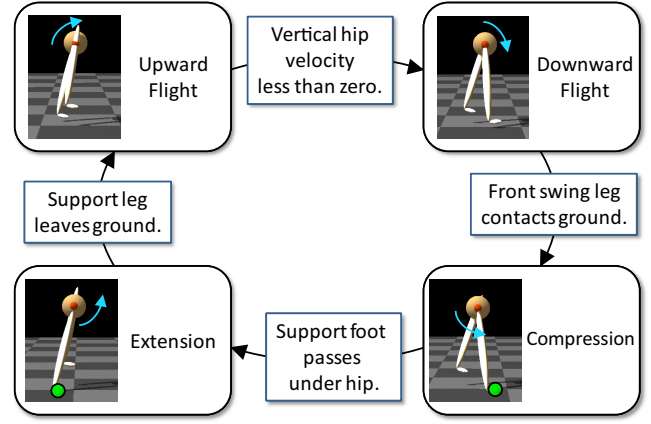 Upward
Flight
Vertical hip
velocity
less than zero.
Downward
Flight
Support leg
leaves ground.
Front swing leg
contacts ground.
Extension
Support foot
passes
under hip.
Compression